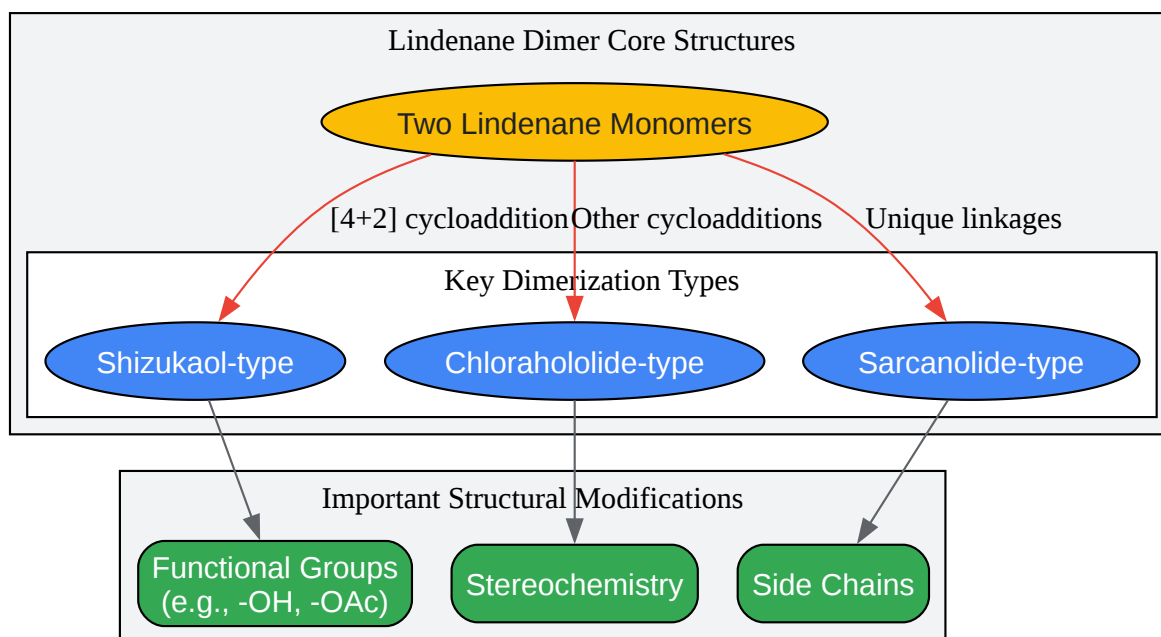 Lindenane Dimer Core Structures
Two Lindenane Monomers
[4+2] cycloaddition
Other cycloadditions
Unique linkages
Key Dimerization Types
Shizukaol-type
Chlorahololide-type
Sarcanolide-type
Important Structural Modifications
Functional Groups
(e.g., -OH, -OAc)
Stereochemistry
Side Chains